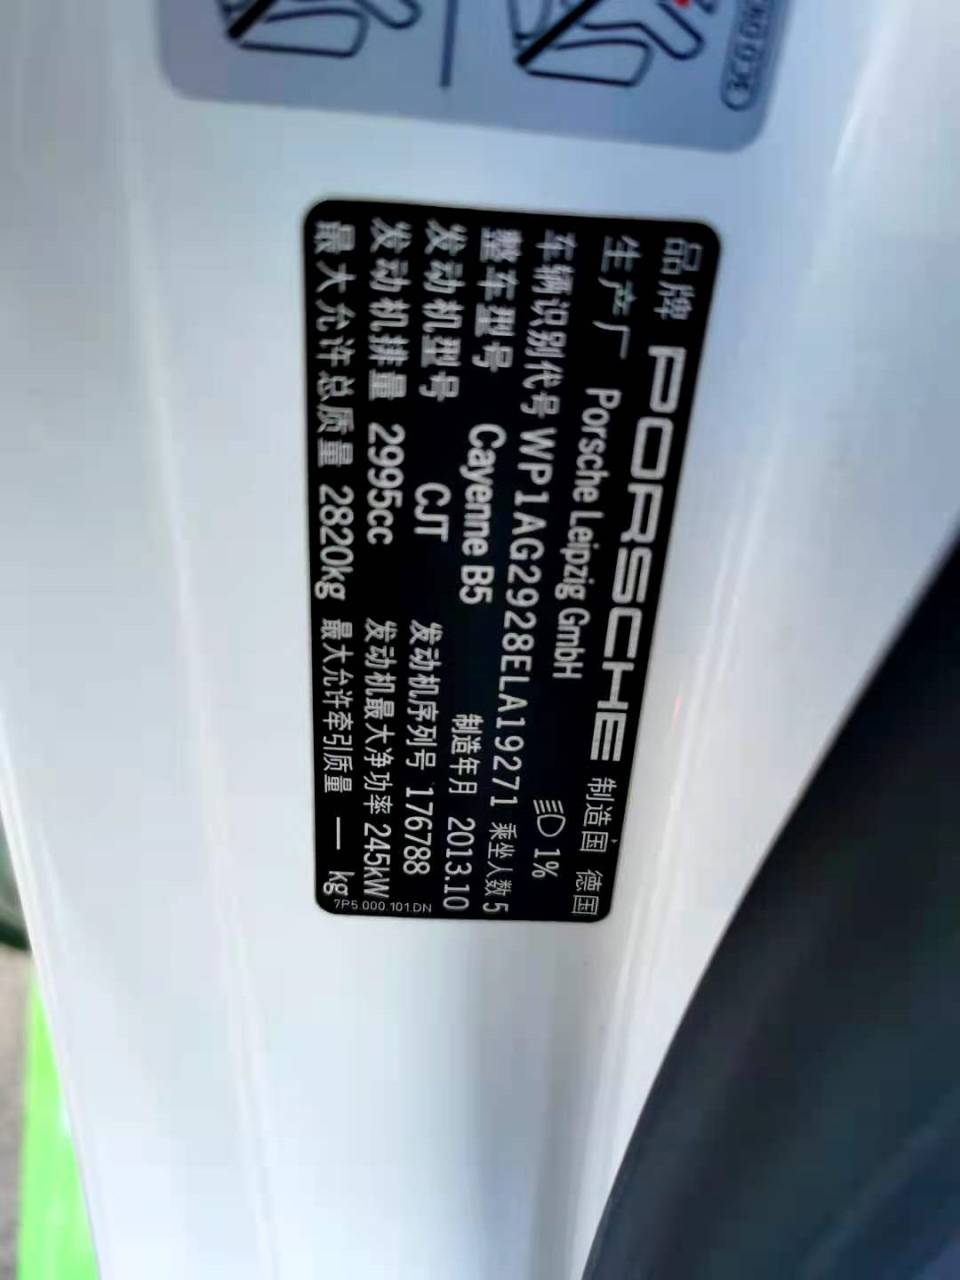 品牌 PORSCHE 制造国 德国
生产厂 Porsche Leipzig GmbH 1%
车辆识别代号 WP1AG2928ELA19271 乘坐人数 5
整车型号 Cayenne B5 制造年月 2013.10
发动机型号 CJT 发动机序列号 176788
发动机排量 2995cc 发动机最大净功率 245kW
最大允许总质量 2820kg 最大允许牵引质量 — kg
7P5.000.101.DN